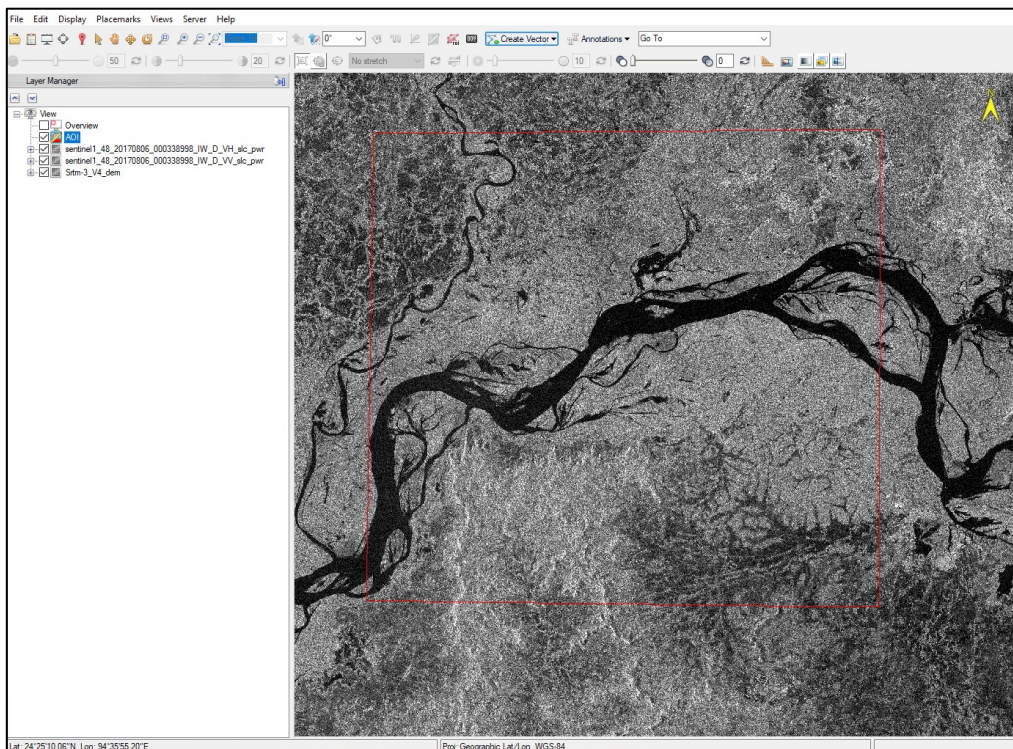 File Edit Display Placemarks Views Server Help
0° Create Vector Annotations Go To
50 20 No stretch 10 0
Layer Manager
View
Overview
AOI
sentinel1_48_20170806_000338998_IW_D_VH_slc_pwr
sentinel1_48_20170806_000338998_IW_D_VV_slc_pwr
Srtm-3_V4_dem
N
Lat: 24°25'10.06"N, Lon: 94°35'55.20"E Proj: Geographic Lat/Lon, WGS-84